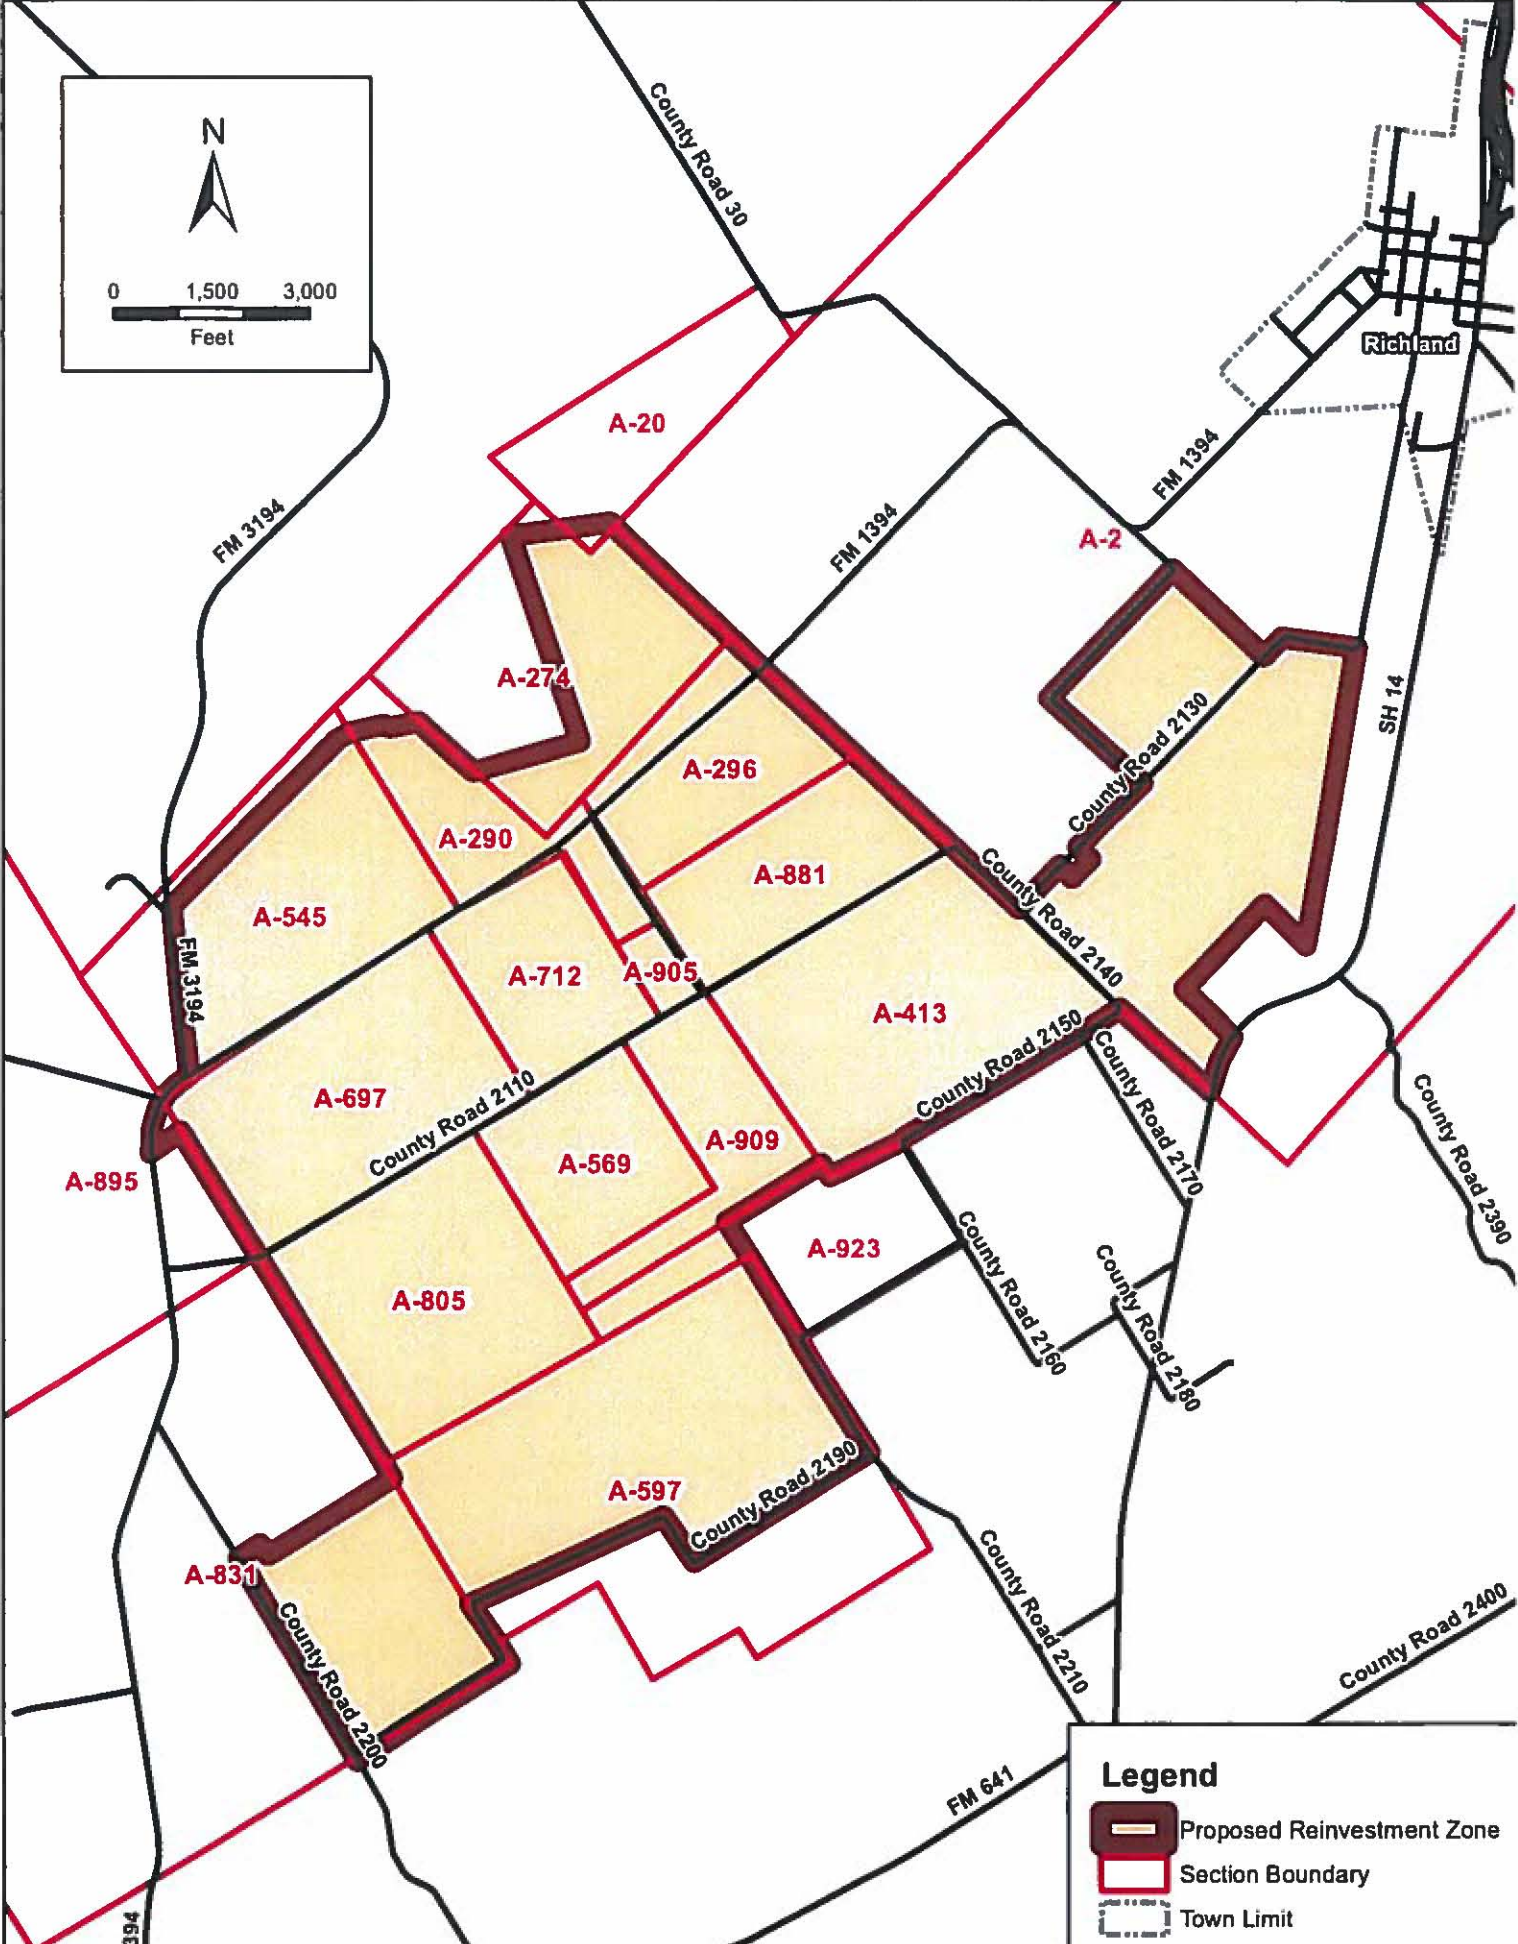 N
0 1,500 3,000
Feet
County Road 30
Richland
A-20
FM 3194
FM 1394
FM 1394
A-2
A-274
SH 14
County Road 2130
A-296
A-290
A-881
County Road 2140
A-545
FM 3194
A-712
A-905
A-413
County Road 2150
A-697
County Road 2110
County Road 2170
County Road 2390
A-895
A-569
A-909
A-923
County Road 2160
County Road 2180
A-805
A-597
County Road 2190
A-831
County Road 2200
County Road 2210
County Road 2400
FM 641
394
Legend
Proposed Reinvestment Zone
Section Boundary
Town Limit